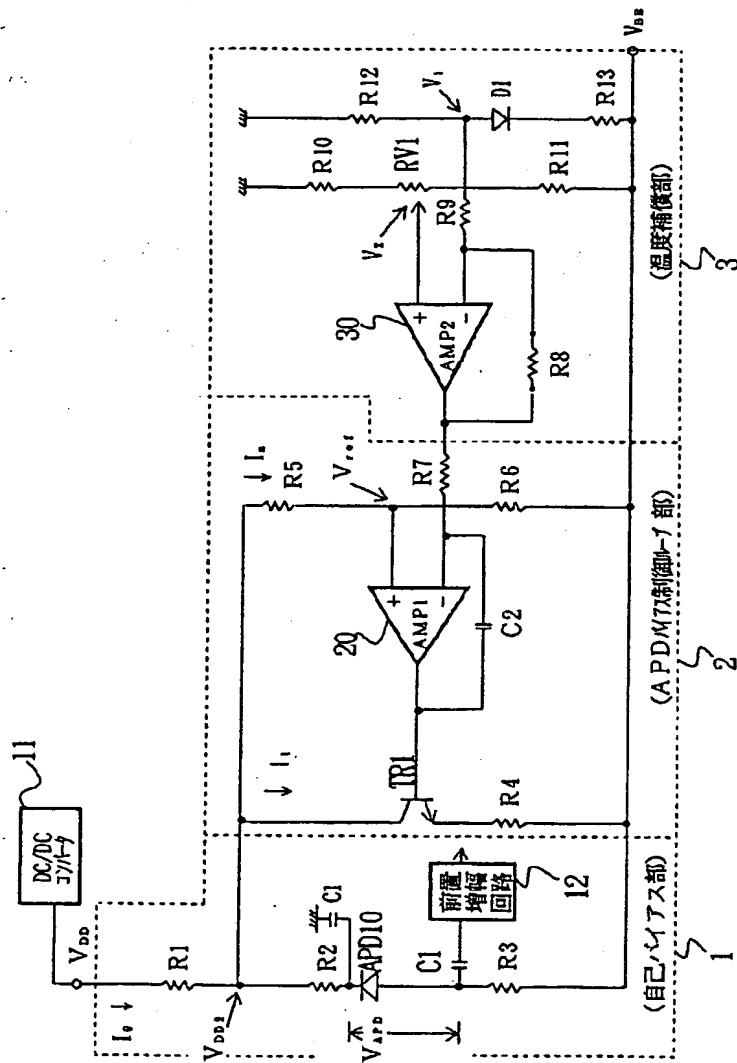 11
DC/DC
コンバータ
V_DD
I_0
R1
V_DD2
R2
C1
APD10
V_APD
C1
前置
増幅
回路
12
R3
(自己バイアス部)
1
I_1
TR1
R4
20
AMP1
+
−
C2
I_2
R5
V_ref
R7
R6
(APDバイアス制御ループ部)
2
30
AMP2
+
−
R8
V_2
R9
R10
RV1
R11
R12
V_1
D1
R13
V_BB
(温度補償部)
3